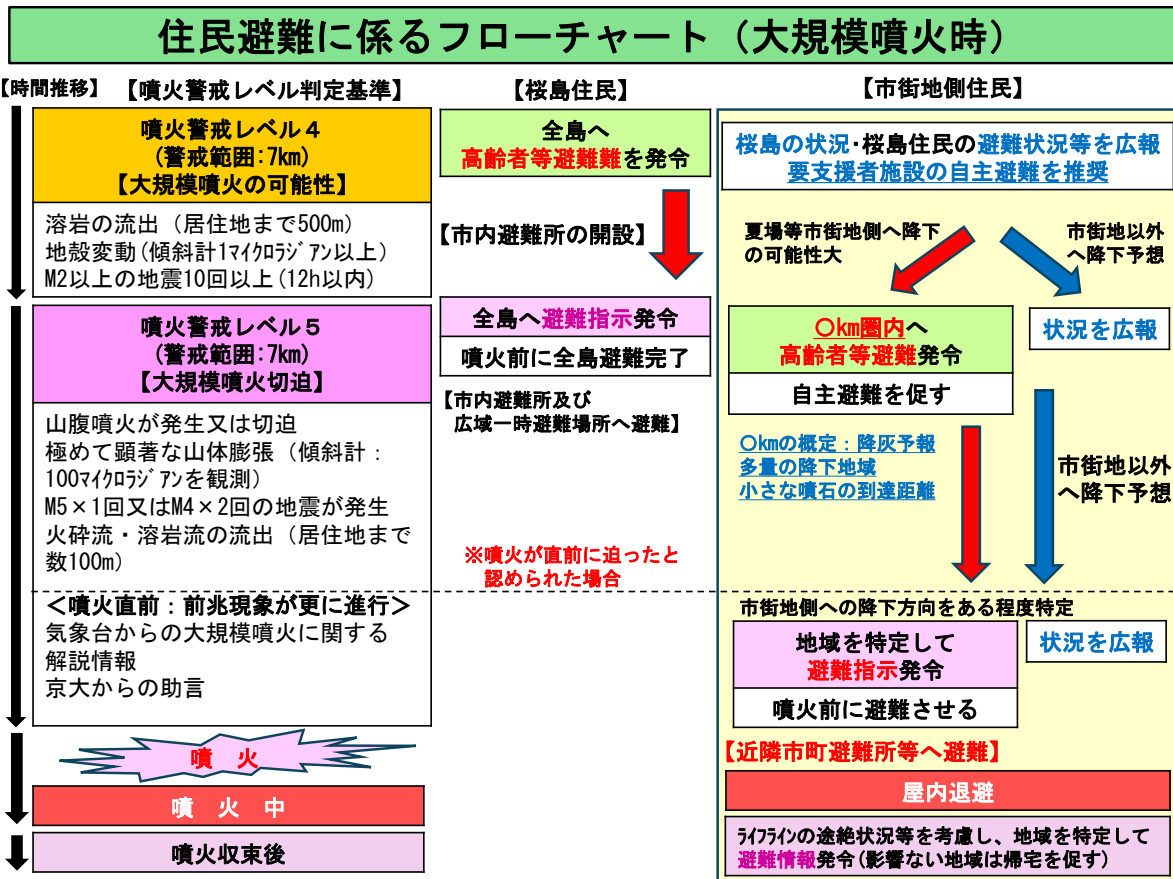 住民避難に係るフローチャート（大規模噴火時）
【時間推移】
【噴火警戒レベル判定基準】
【桜島住民】
【市街地側住民】
噴火警戒レベル４
(警戒範囲:7km)
【大規模噴火の可能性】
溶岩の流出（居住地まで500m）
地殻変動(傾斜計1ﾏｲｸﾛﾗｼﾞｱﾝ以上)
M2以上の地震10回以上(12h以内)
噴火警戒レベル５
(警戒範囲:7km)
【大規模噴火切迫】
山腹噴火が発生又は切迫
極めて顕著な山体膨張（傾斜計：
100ﾏｲｸﾛﾗｼﾞｱﾝを観測）
M5×1回又はM4×2回の地震が発生
火砕流・溶岩流の流出（居住地まで
数100m）
＜噴火直前：前兆現象が更に進行＞
気象台からの大規模噴火に関する
解説情報
京大からの助言
噴 火
噴 火 中
噴火収束後
全島へ
高齢者等避難難を発令
【市内避難所の開設】
全島へ避難指示発令
噴火前に全島避難完了
【市内避難所及び
広域一時避難場所へ避難】
※噴火が直前に迫ったと
認められた場合
桜島の状況・桜島住民の避難状況等を広報
要支援者施設の自主避難を推奨
夏場等市街地側へ降下
の可能性大
市街地以外
へ降下予想
〇km圏内へ
高齢者等避難発令
自主避難を促す
状況を広報
〇kmの概定：降灰予報
多量の降下地域
小さな噴石の到達距離
市街地以外
へ降下予想
市街地側への降下方向をある程度特定
地域を特定して
避難指示発令
噴火前に避難させる
状況を広報
【近隣市町避難所等へ避難】
屋内退避
ﾗｲﾌﾗｲﾝの途絶状況等を考慮し、地域を特定して
避難情報発令(影響ない地域は帰宅を促す)